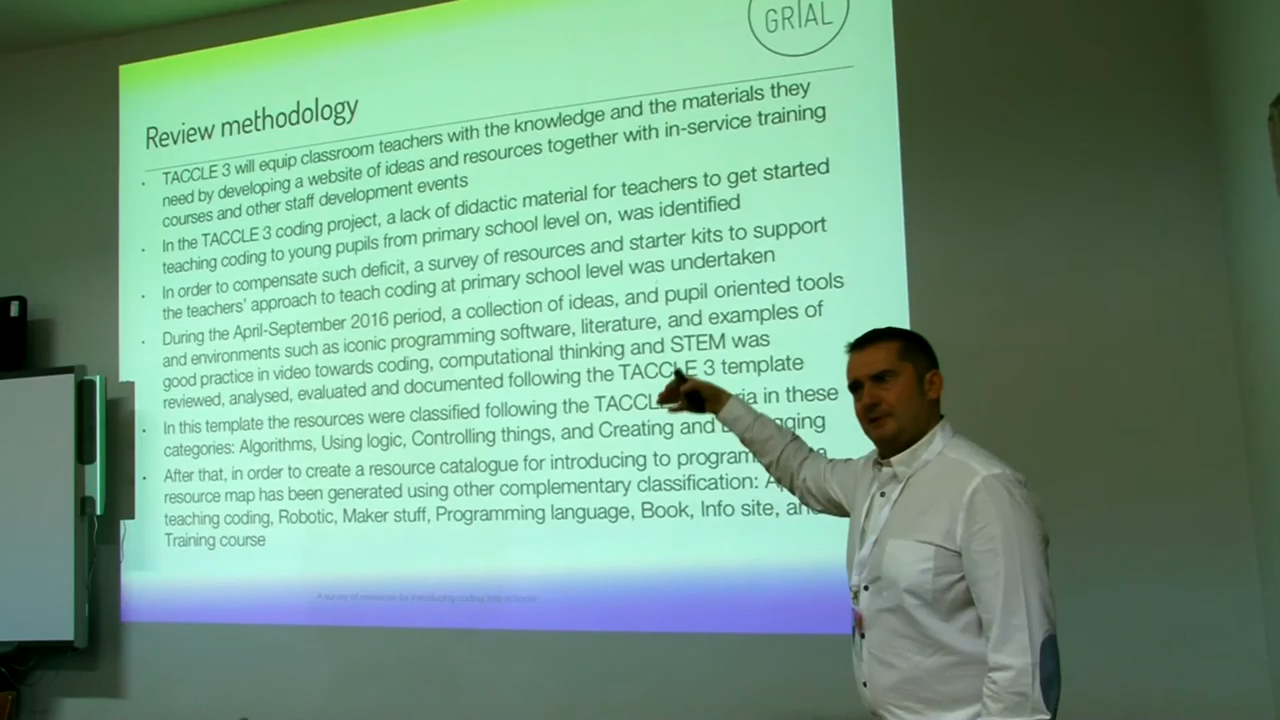 GRIAL
Review methodology
· TACCLE 3 will equip classroom teachers with the knowledge and the materials they
need by developing a website of ideas and resources together with in-service training
courses and other staff development events
· In the TACCLE 3 coding project, a lack of didactic material for teachers to get started
teaching coding to young pupils from primary school level on, was identified
· In order to compensate such deficit, a survey of resources and starter kits to support
the teachers’ approach to teach coding at primary school level was undertaken
· During the April-September 2016 period, a collection of ideas, and pupil oriented tools
and environments such as iconic programming software, literature, and examples of
good practice in video towards coding, computational thinking and STEM was
reviewed, analysed, evaluated and documented following the TACCLE 3 template
· In this template the resources were classified following the in these
categories: Algorithms, Using logic, Controlling things, and Creating and
· After that, in order to create a resource catalogue for introducing to
resource map has been generated using other complementary classification:
teaching coding, Robotic, Maker stuff, Programming language, Book, Info site,
Training course
A survey of resources for introducing coding into schools